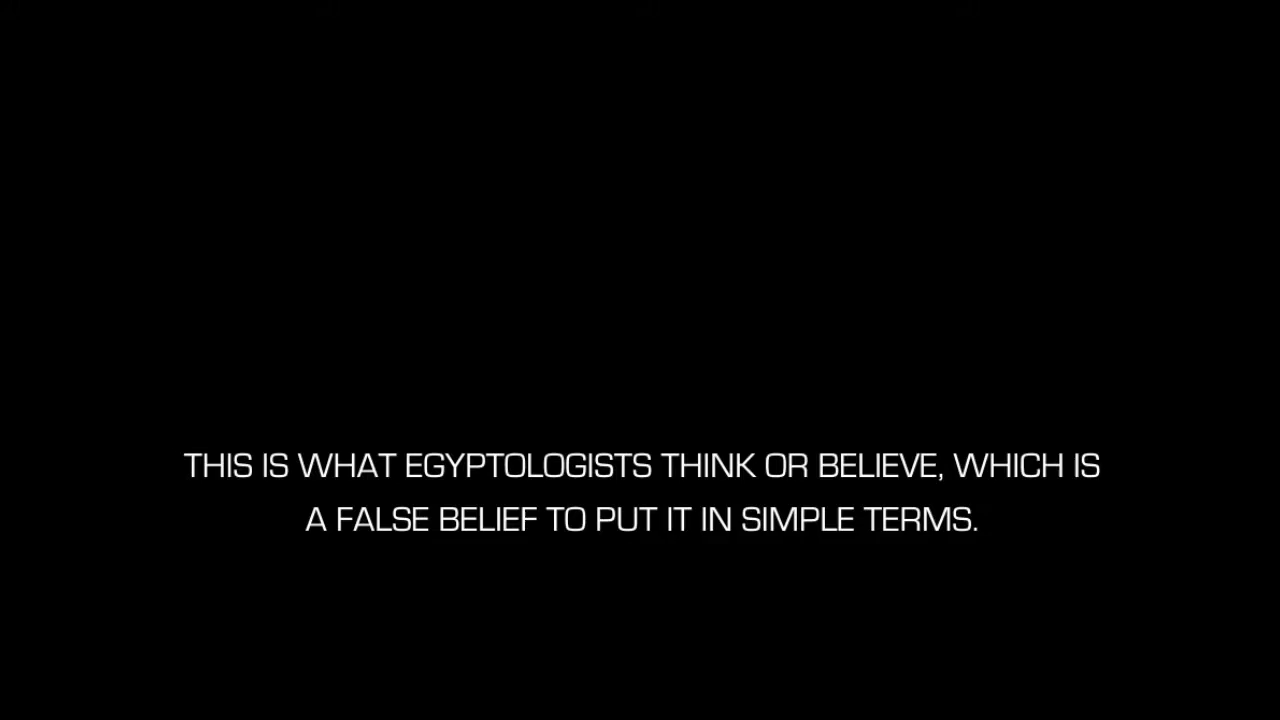 THIS IS WHAT EGYPTOLOGISTS THINK OR BELIEVE, WHICH IS
A FALSE BELIEF TO PUT IT IN SIMPLE TERMS.